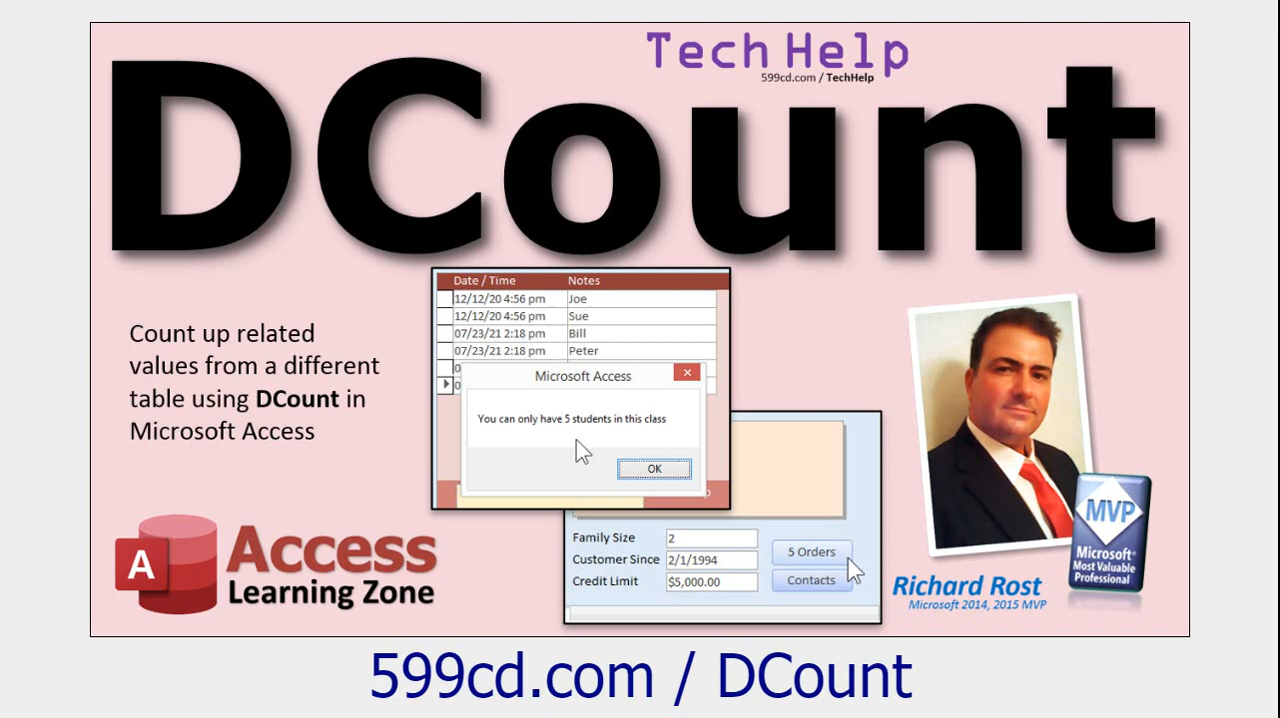 Tech Help
599cd.com / TechHelp
DCount
Count up related
values from a different
table using DCount in
Microsoft Access
Date / Time Notes
12/12/20 4:56 pm Joe
12/12/20 4:56 pm Sue
07/23/21 2:18 pm Bill
07/23/21 2:18 pm Peter
0
0
Microsoft Access
You can only have 5 students in this class
OK
Family Size 2
Customer Since 2/1/1994
Credit Limit $5,000.00
5 Orders
Contacts
A
Access
Learning Zone
MVP
Microsoft®
Most Valuable
Professional
Richard Rost
Microsoft 2014, 2015 MVP
599cd.com / DCount